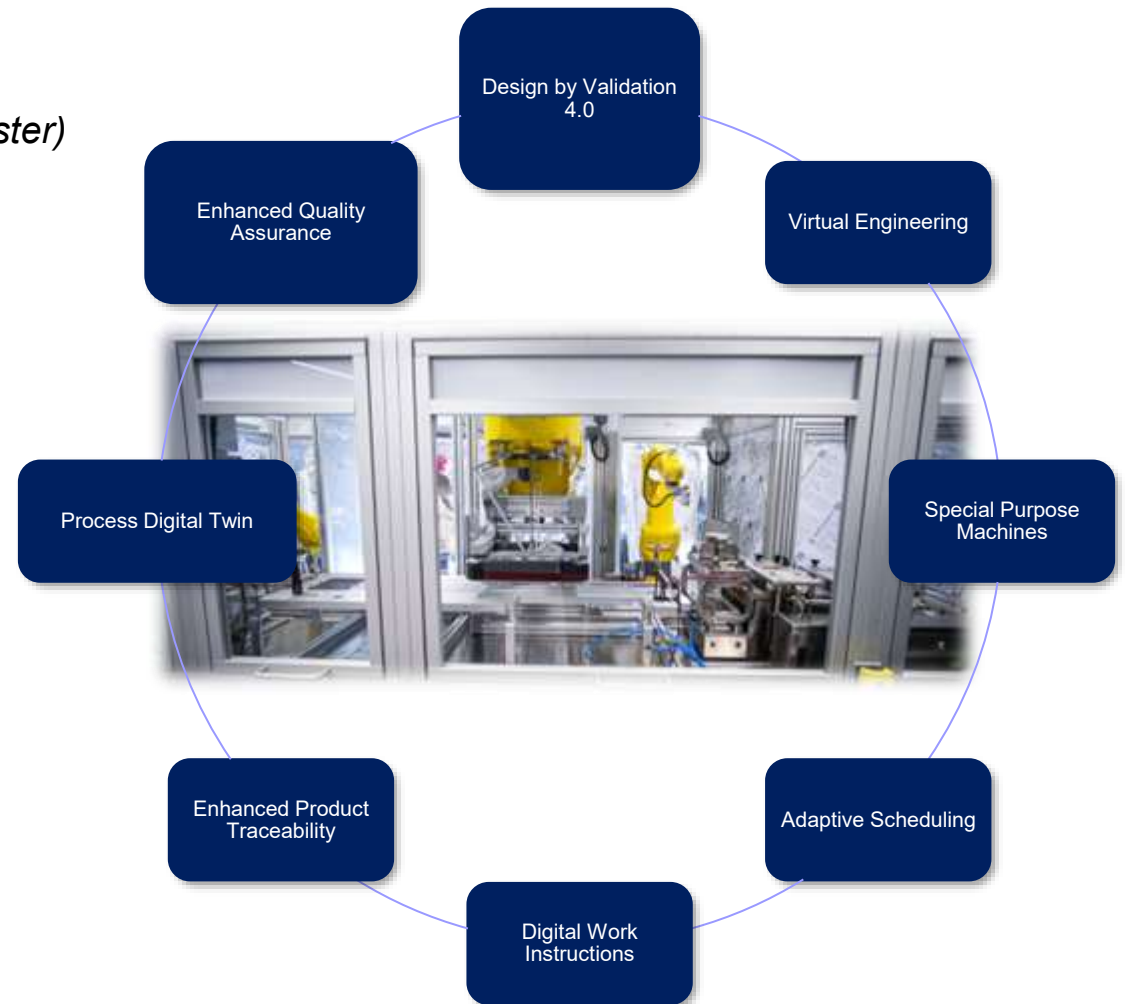 ster)
Design by Validation
4.0
Virtual Engineering
Special Purpose
Machines
Adaptive Scheduling
Digital Work
Instructions
Enhanced Product
Traceability
Process Digital Twin
Enhanced Quality
Assurance